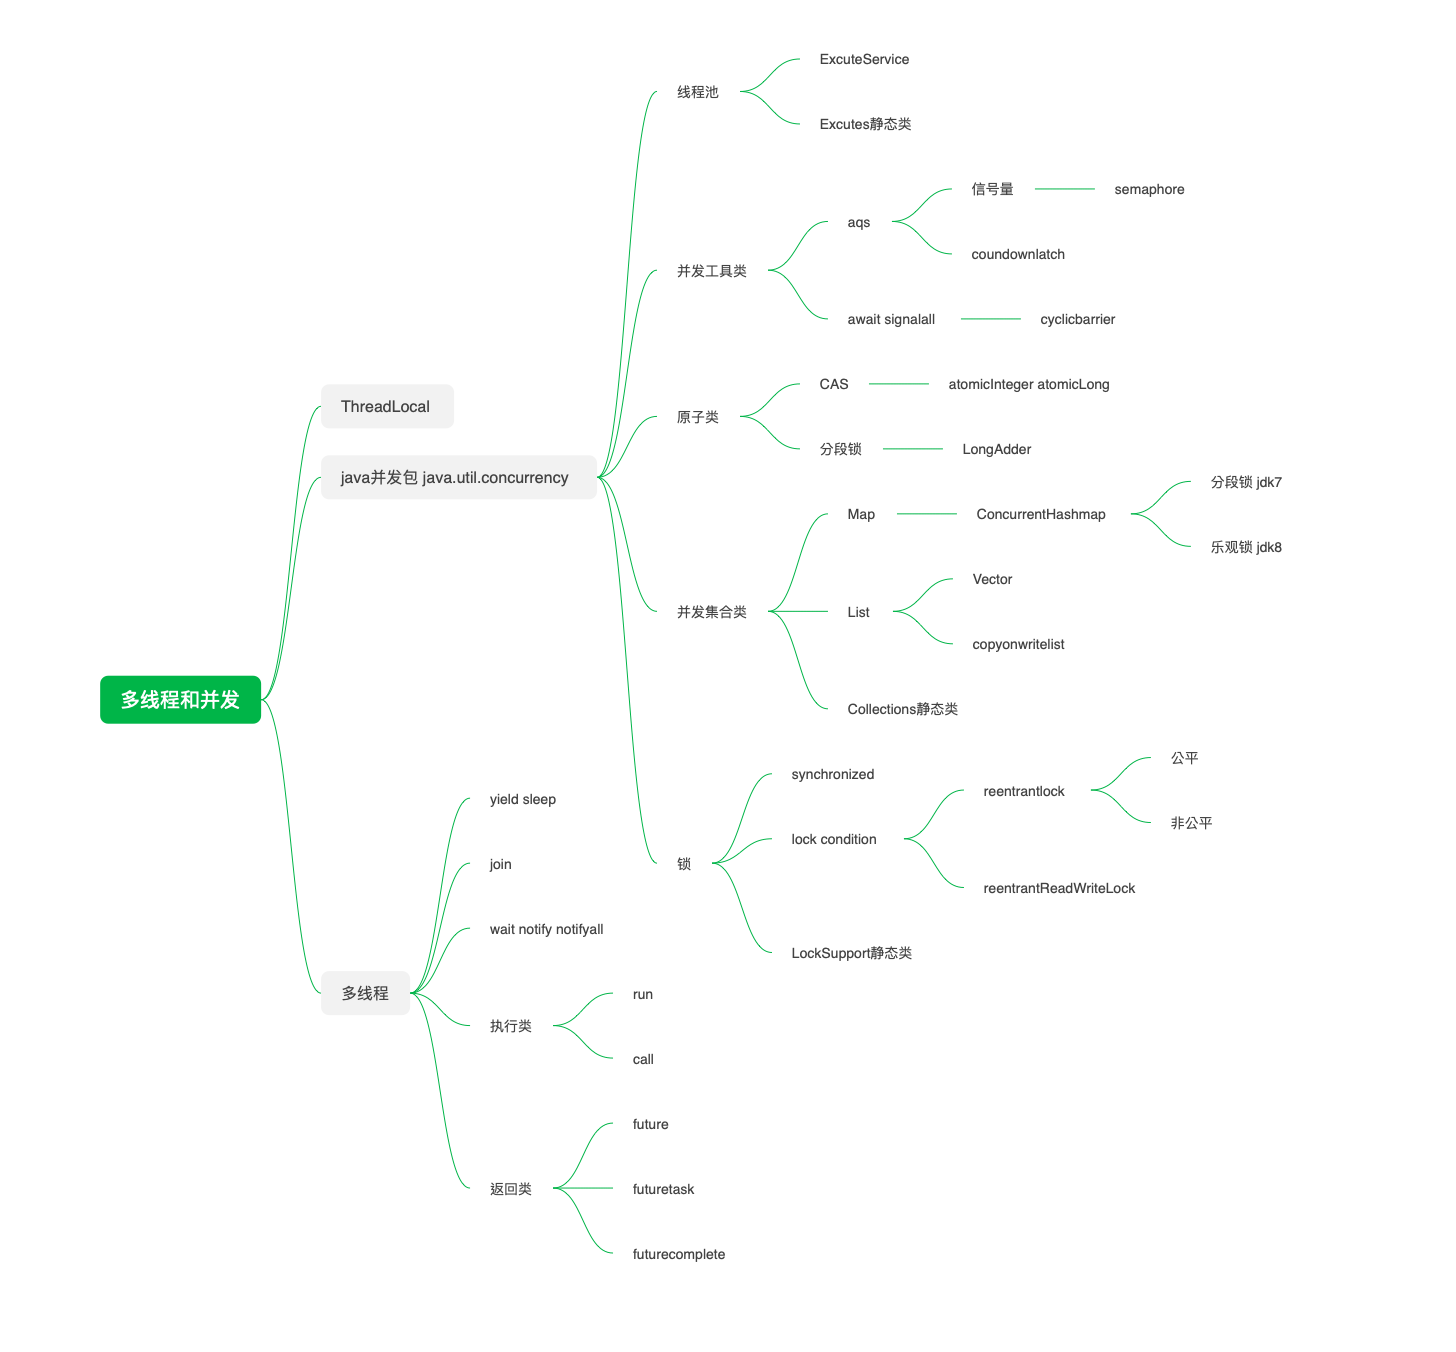 多线程和并发
ThreadLocal
java并发包 java.util.concurrency
线程池
ExcuteService
Excutes静态类
并发工具类
aqs
信号量
semaphore
coundownlatch
await signalall
cyclicbarrier
原子类
CAS
atomicInteger atomicLong
分段锁
LongAdder
并发集合类
Map
ConcurrentHashmap
分段锁 jdk7
乐观锁 jdk8
List
Vector
copyonwritelist
Collections静态类
锁
synchronized
lock condition
reentrantlock
公平
非公平
reentrantReadWriteLock
LockSupport静态类
多线程
yield sleep
join
wait notify notifyall
执行类
run
call
返回类
future
futuretask
futurecomplete